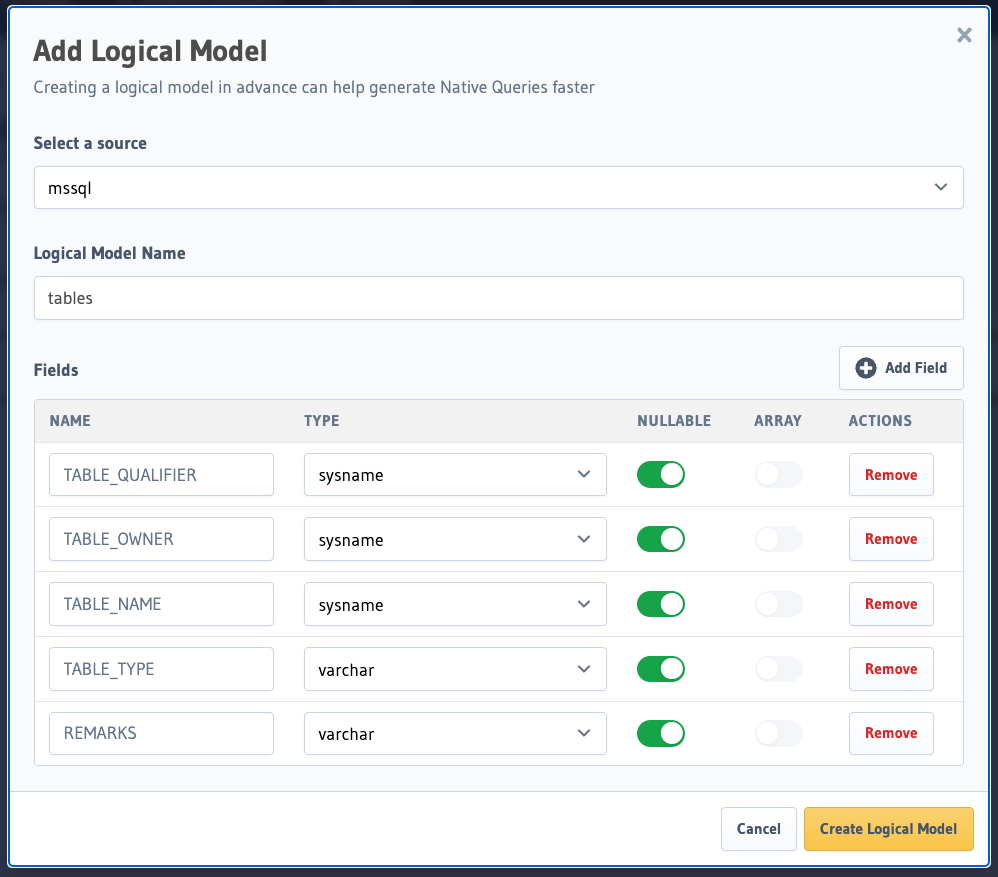 Add Logical Model
Creating a logical model in advance can help generate Native Queries faster
Select a source
mssql
Logical Model Name
tables
Fields
Add Field
NAME TYPE NULLABLE ARRAY ACTIONS
TABLE_QUALIFIER sysname Remove
TABLE_OWNER sysname Remove
TABLE_NAME sysname Remove
TABLE_TYPE varchar Remove
REMARKS varchar Remove
Cancel Create Logical Model